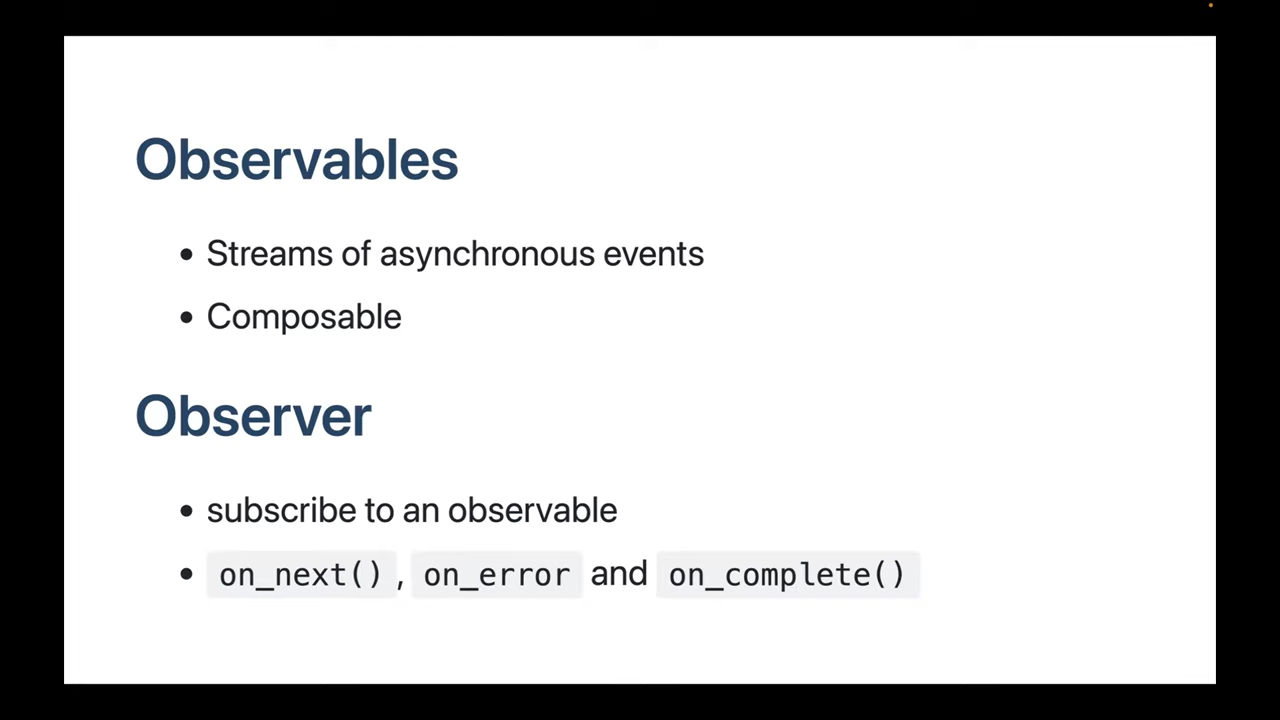 Observables
• Streams of asynchronous events
• Composable
Observer
• subscribe to an observable
• on_next(), on_error and on_complete()